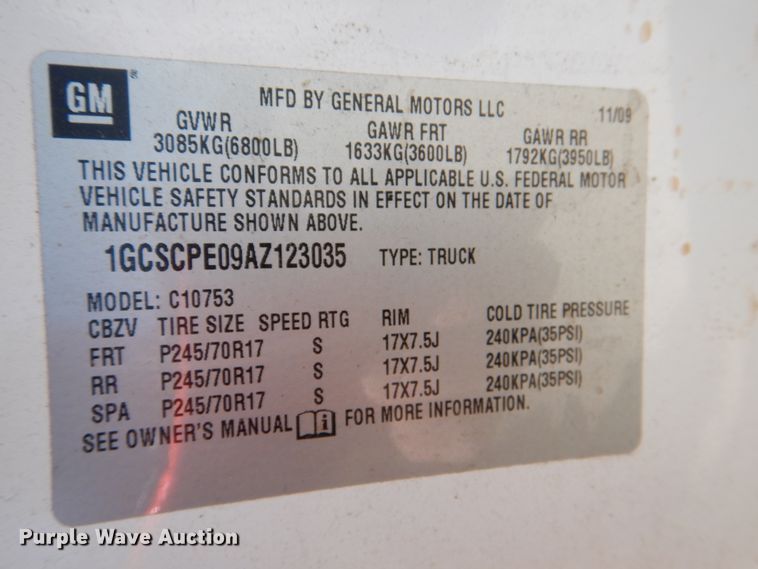 GM
MFD BY GENERAL MOTORS LLC 11/09
GVWR GAWR FRT GAWR RR
3085KG(6800LB) 1633KG(3600LB) 1792KG(3950LB)
THIS VEHICLE CONFORMS TO ALL APPLICABLE U.S. FEDERAL MOTOR
VEHICLE SAFETY STANDARDS IN EFFECT ON THE DATE OF
MANUFACTURE SHOWN ABOVE.
1GCSCPE09AZ123035 TYPE: TRUCK
MODEL: C10753
CBZV TIRE SIZE SPEED RTG RIM COLD TIRE PRESSURE
FRT P245/70R17 S 17X7.5J 240KPA(35PSI)
RR P245/70R17 S 17X7.5J 240KPA(35PSI)
SPA P245/70R17 S 17X7.5J 240KPA(35PSI)
SEE OWNER'S MANUAL i FOR MORE INFORMATION.
Purple Wave Auction